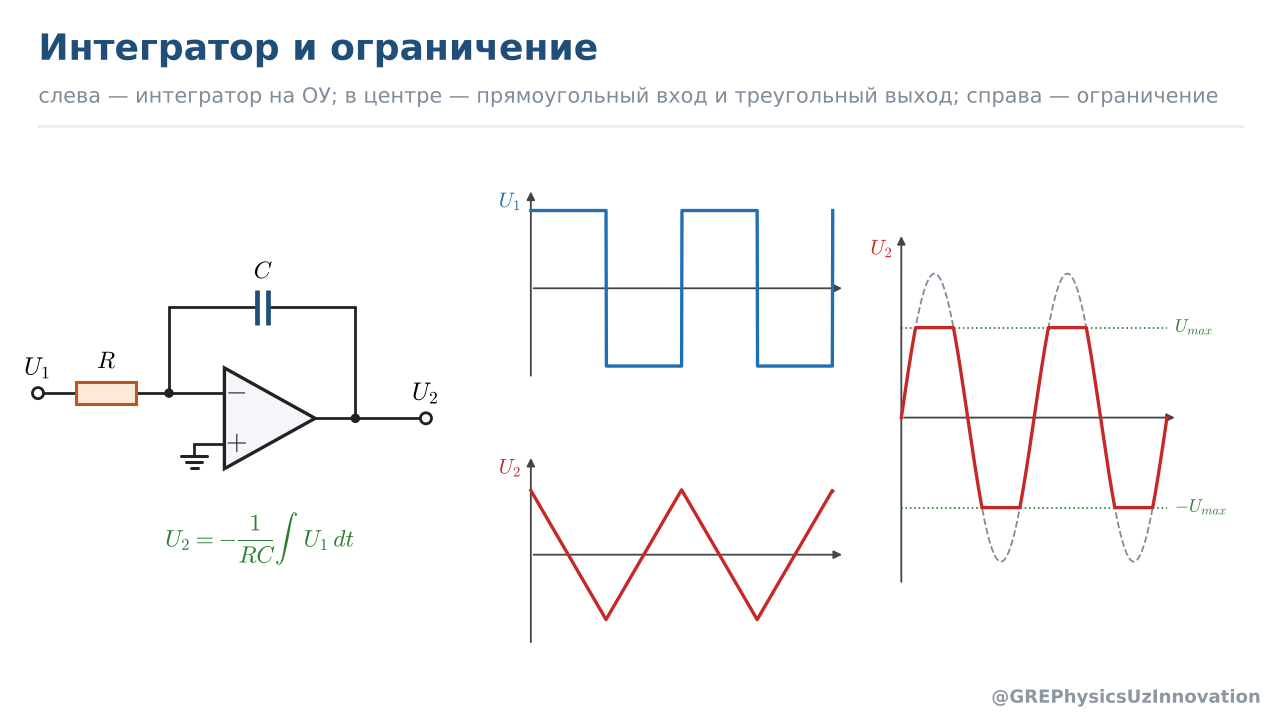 Интегратор и ограничение
слева — интегратор на ОУ; в центре — прямоугольный вход и треугольный выход; справа — ограничение
C
U₁
R
−
+
U₂
U₂ = −1/RC ∫ U₁ dt
U₁
U₂
U₂
Uₘₐₓ
−Uₘₐₓ
@GREPhysicsUzInnovation